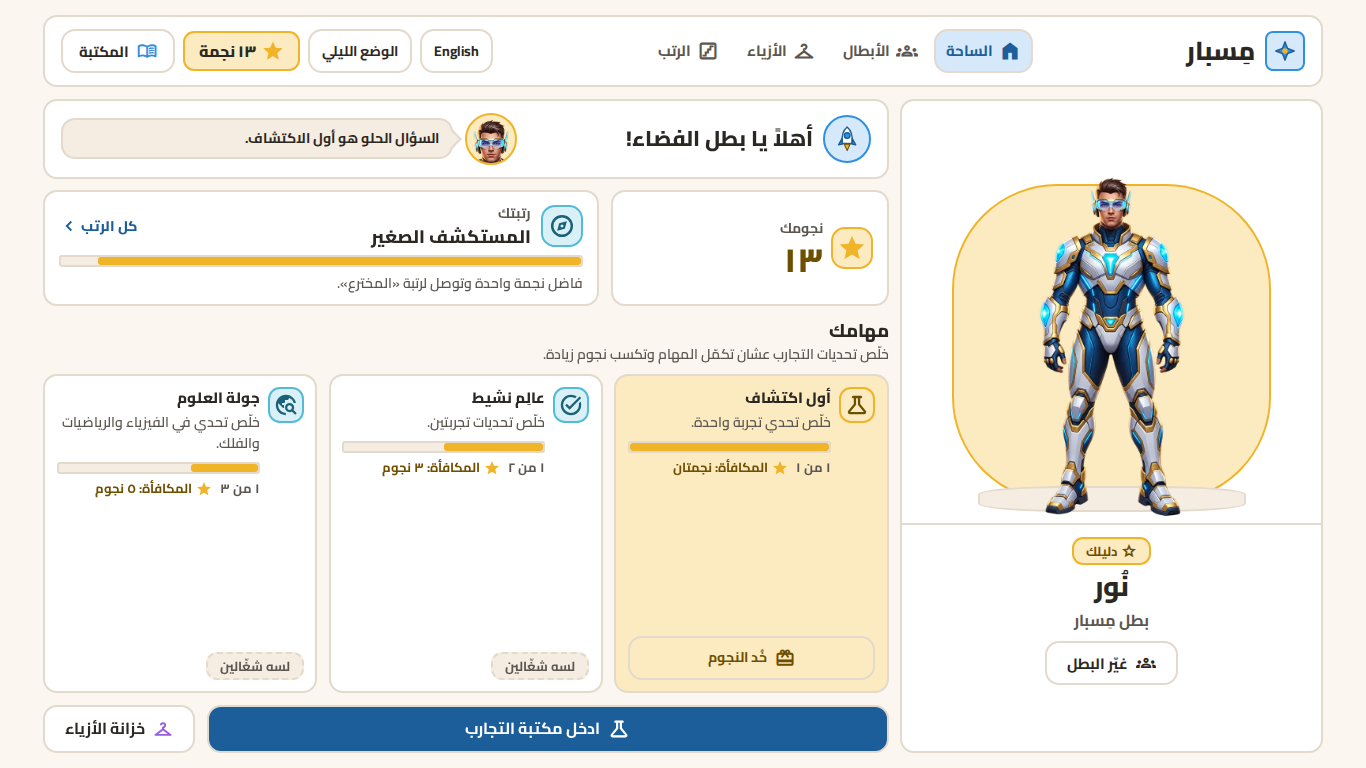 مِسبار
الساحة
الأبطال
الأزياء
الرتب
English
الوضع الليلي
١٣ نجمة
المكتبة
أهلاً يا بطل الفضاء!
السؤال الحلو هو أول الاكتشاف.
نجومك
١٣
رتبتك
المستكشف الصغير
كل الرتب
فاضل نجمة واحدة وتوصل لرتبة «المخترع».
مهامك
خلّص تحديات التجارب عشان تكمّل المهام وتكسب نجوم زيادة.
أول اكتشاف
خلّص تحدي تجربة واحدة.
١ من ١
المكافأة: نجمتان
خُد النجوم
عالِم نشيط
خلّص تحديات تجربتين.
١ من ٢
المكافأة: ٣ نجوم
لسه شغّالين
جولة العلوم
خلّص تحدي في الفيزياء والرياضيات
والفلك.
١ من ٣
المكافأة: ٥ نجوم
لسه شغّالين
ادخل مكتبة التجارب
خزانة الأزياء
دليلك
نُور
بطل مِسبار
غيّر البطل